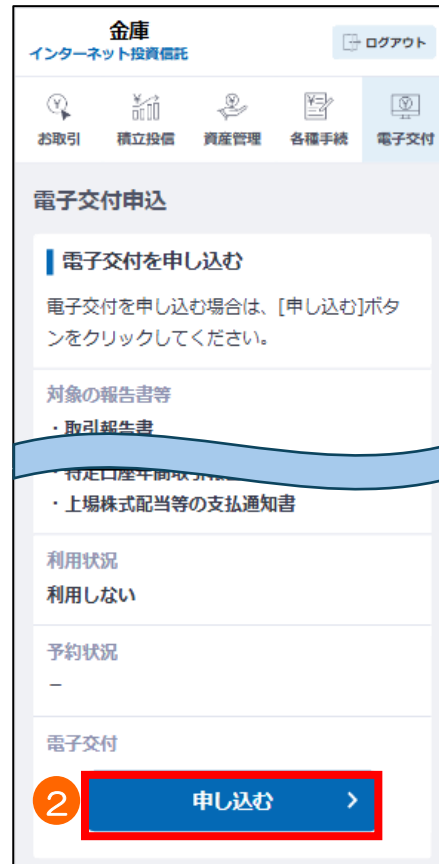 金庫
インターネット投資信託
ログアウト
お取引 積立投信 資産管理 各種手続 電子交付
電子交付申込
電子交付を申し込む
電子交付を申し込む場合は、[申し込む]ボタ
ンをクリックしてください。
対象の報告書等
・取引報告書
・上場株式配当等の支払通知書
利用状況
利用しない
予約状況
－
電子交付
2
申し込む